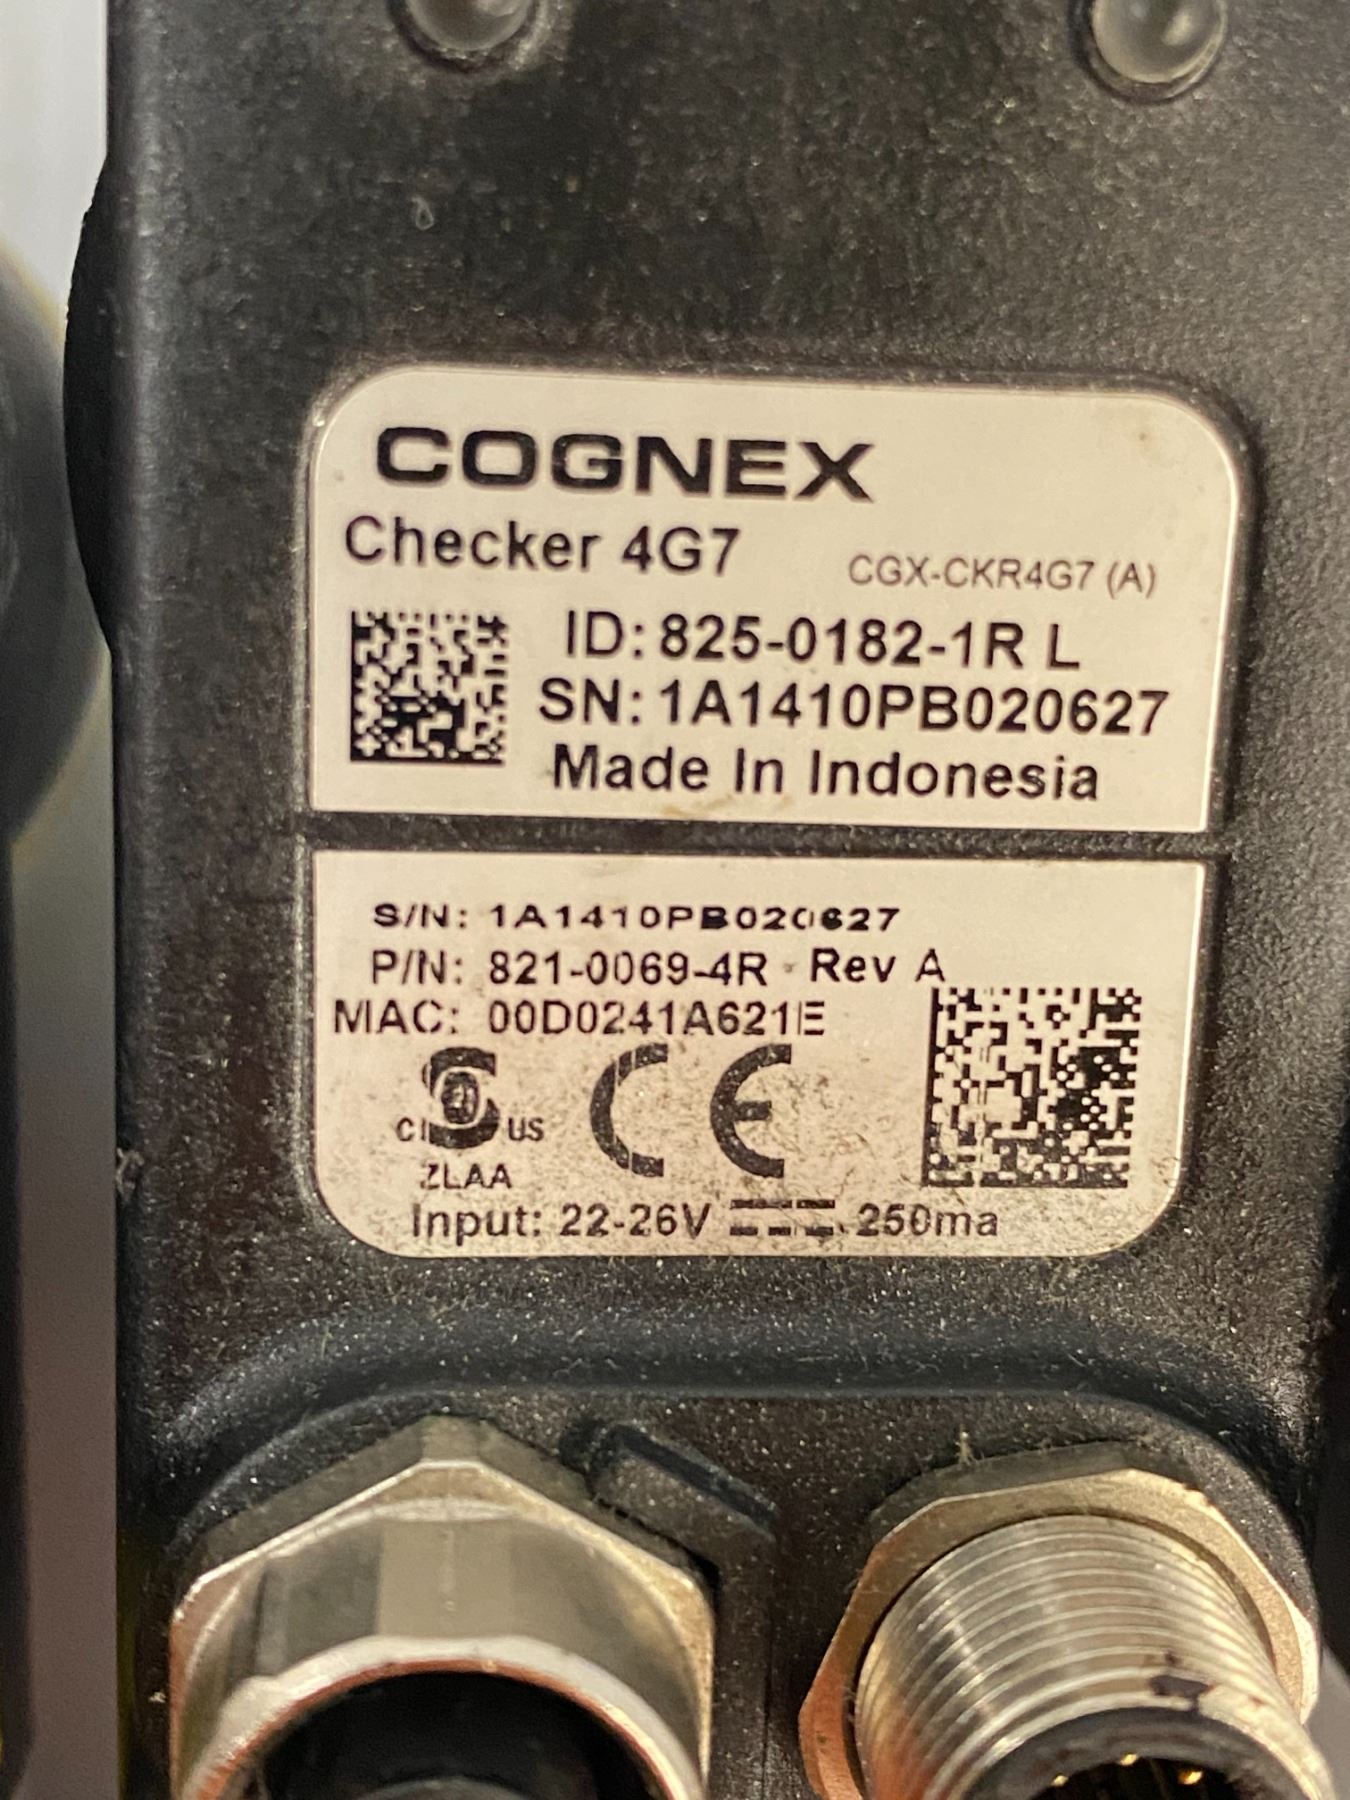 COGNEX
Checker 4G7
CGX-CKR4G7 (A)
ID: 825-0182-1R L
SN: 1A1410PB020627
Made In Indonesia
S/N: 1A1410PB020627
P/N: 821-0069-4R - Rev A
MAC: 00D0241A621E
C US
CE
ZLAA
Input: 22-26V 250ma